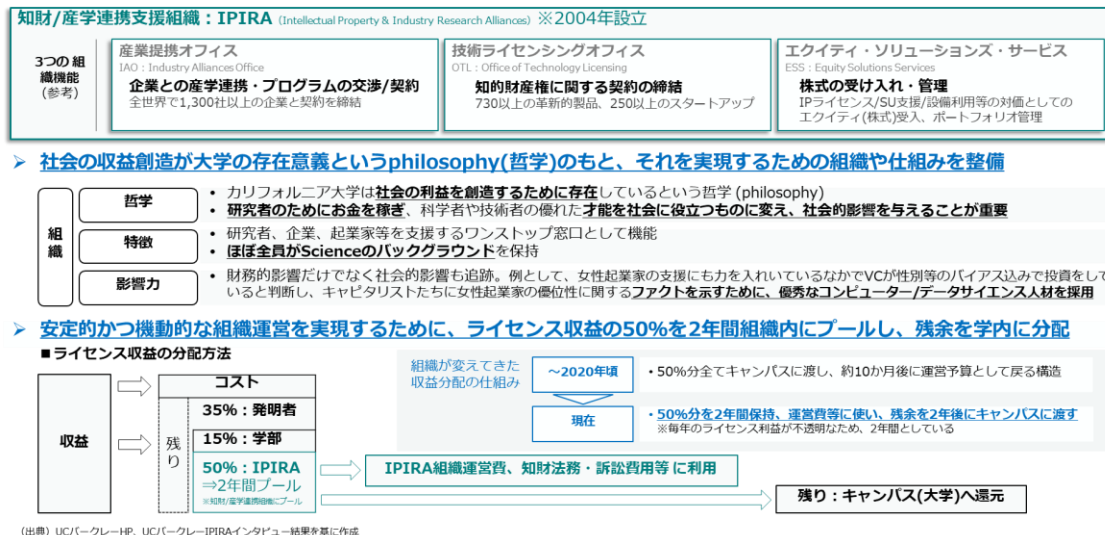 知財/産学連携支援組織：IPIRA (Intellectual Property & Industry Research Alliances) ※2004年設立
3つの 組
織機能
(参考)
産業提携オフィス
IAO：Industry Alliances Office
企業との産学連携・プログラムの交渉/契約
全世界で1,300社以上の企業と契約を締結
技術ライセンシングオフィス
OTL：Office of Technology Licensing
知的財産権に関する契約の締結
730以上の革新的製品、250以上のスタートアップ
エクイティ・ソリューションズ・サービス
ESS：Equity Solutions Services
株式の受け入れ・管理
IPライセンス/SU支援/設備利用等の対価としての
エクイティ(株式)受入、ポートフォリオ管理
➢ 社会の収益創造が大学の存在意義というphilosophy(哲学)のもと、それを実現するための組織や仕組みを整備
組
織
哲学
• カリフォルニア大学は社会の利益を創造するために存在しているという哲学 (philosophy)
• 研究者のためにお金を稼ぎ、科学者や技術者の優れた才能を社会に役立つものに変え、社会的影響を与えることが重要
特徴
• 研究者、企業、起業家等を支援するワンストップ窓口として機能
• ほぼ全員がScienceのバックグラウンドを保持
影響力
• 財務的影響だけでなく社会的影響も追跡。例として、女性起業家の支援にも力を入れているなかでVCが性別等のバイアス込みで投資をして
いると判断し、キャピタリストたちに女性起業家の優位性に関するファクトを示すために、優秀なコンピューター/データサイエンス人材を採用
➢ 安定的かつ機動的な組織運営を実現するために、ライセンス収益の50%を2年間組織内にプールし、残余を学内に分配
■ライセンス収益の分配方法
収益
コスト
残
り
35%：発明者
15%：学部
50%：IPIRA
⇒2年間プール
※知財/産学連携組織にプール
組織が変えてきた
収益分配の仕組み
～2020年頃
・50%分全てキャンパスに渡し、約10か月後に運営予算として戻る構造
現在
・50%分を2年間保持、運営費等に使い、残余を2年後にキャンパスに渡す
※毎年のライセンス利益が不透明なため、2年間としている
IPIRA組織運営費、知財法務・訴訟費用等 に利用
残り：キャンパス(大学)へ還元
(出典) UCバークレーHP、UCバークレーIPIRAインタビュー結果を基に作成